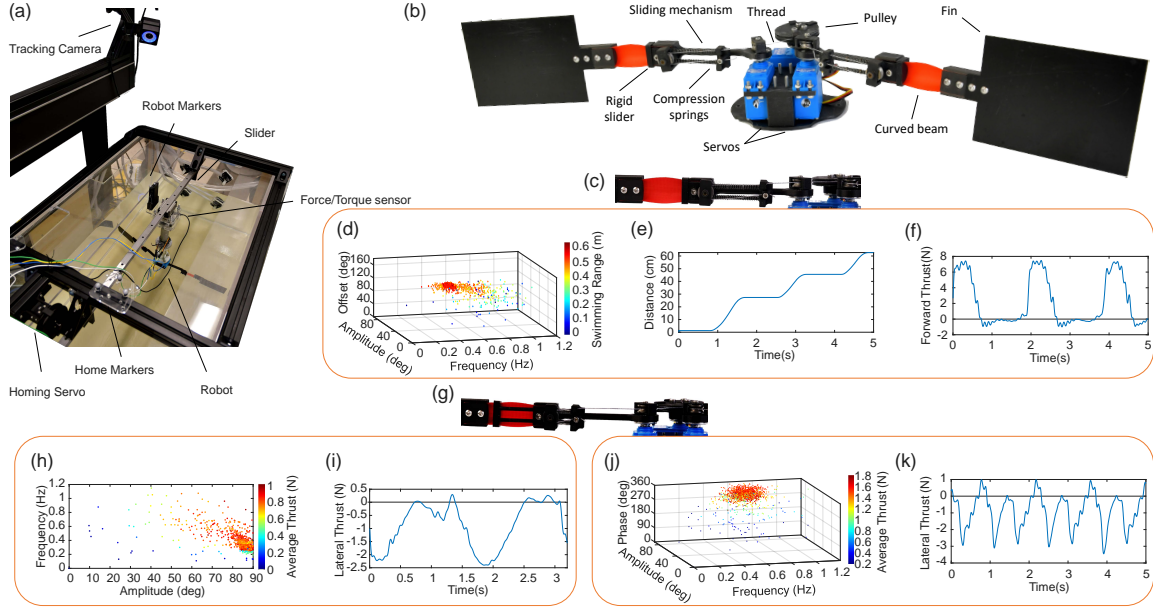 (a)
Tracking Camera
Robot Markers
Slider
Force/Torque sensor
Home Markers
Homing Servo
Robot
(b)
Sliding mechanism
Thread
Pulley
Fin
Rigid
slider
Compression
springs
Servos
Curved beam
(c)
(d)
Offset (deg)
160
120
80
40
0
Amplitude (deg)
80
40
0
0 0.2 0.4 0.6 0.8 1.0 1.2
Frequency (Hz)
0.6
0.5
0.4
0.3
0.2
0.1
0
Swimming Range (m)
(e)
Distance (cm)
60
50
40
30
20
10
0
0 1 2 3 4 5
Time(s)
(f)
Forward Thrust(N)
8
6
4
2
0
-2
0 1 2 3 4 5
Time(s)
(g)
(h)
Frequency (Hz)
1.2
1.0
0.8
0.6
0.4
0.2
0
0 10 20 30 40 50 60 70 80 90
Amplitude (deg)
1
0.8
0.6
0.4
0.2
0
Average Thrust (N)
(i)
Lateral Thrust (N)
0.5
0
-0.5
-1
-1.5
-2
-2.5
0 0.5 1 1.5 2 2.5 3
Time(s)
(j)
Phase (deg)
360
270
180
90
0
Amplitude (deg)
80
40
0
0 0.2 0.4 0.6 0.8 1.0 1.2
Frequency (Hz)
1.8
1.6
1.4
1.2
1.0
0.8
0.6
0.4
0.2
Average Thrust (N)
(k)
Lateral Thrust (N)
1
0
-1
-2
-3
-4
0 1 2 3 4 5
Time(s)